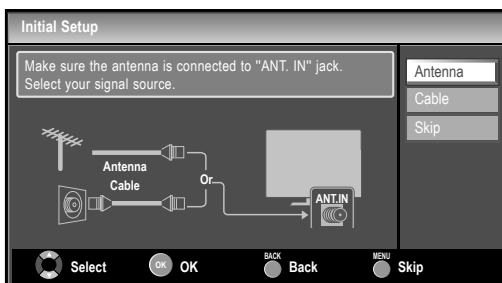 Initial Setup
Make sure the antenna is connected to "ANT. IN" jack.
Select your signal source.
Antenna
Cable
Skip
Antenna
Cable
Or
ANT.IN
Select
OK OK
BACK Back
MENU Skip